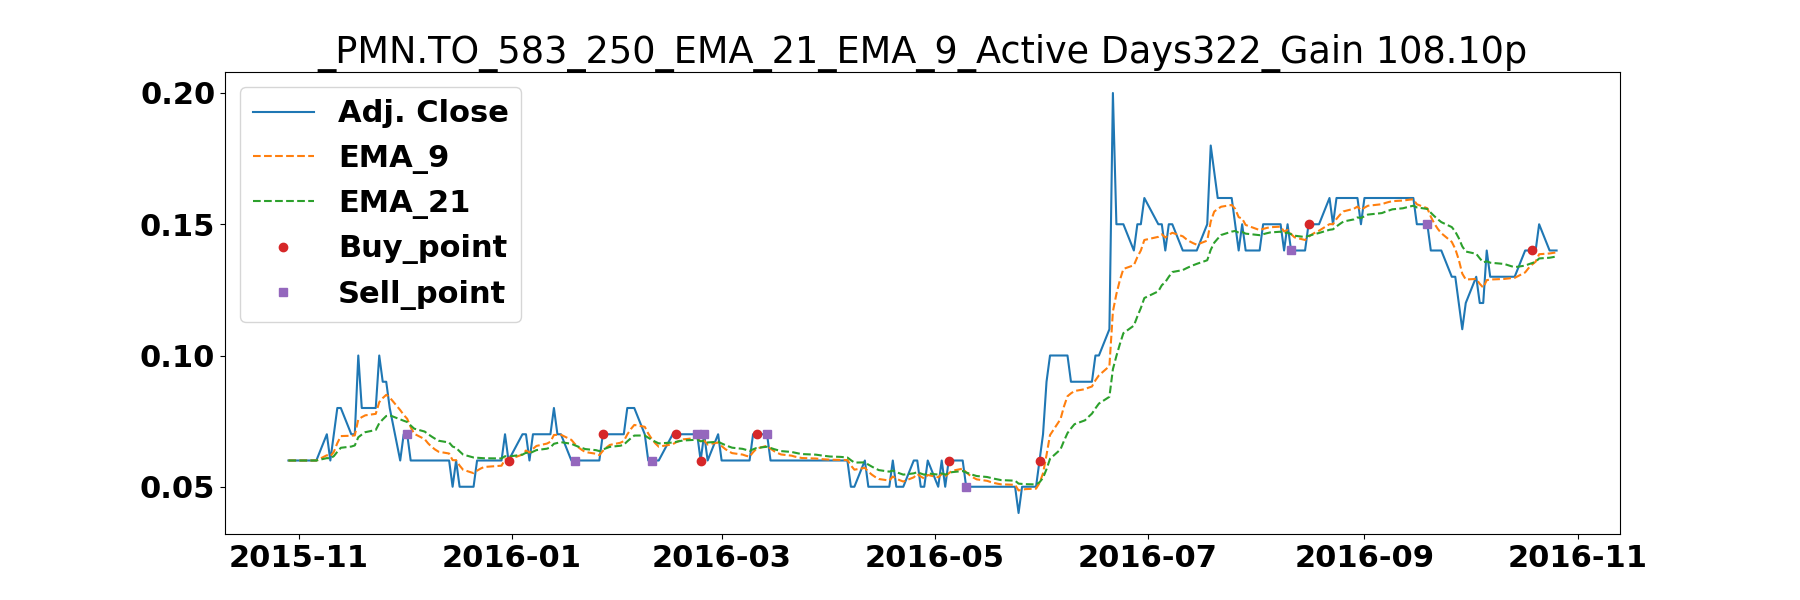 _PMN.TO_583_250_EMA_21_EMA_9_Active Days322_Gain 108.10p
0.20
0.15
0.10
0.05
Adj. Close
EMA_9
EMA_21
Buy_point
Sell_point
2015-11 2016-01 2016-03 2016-05 2016-07 2016-09 2016-11